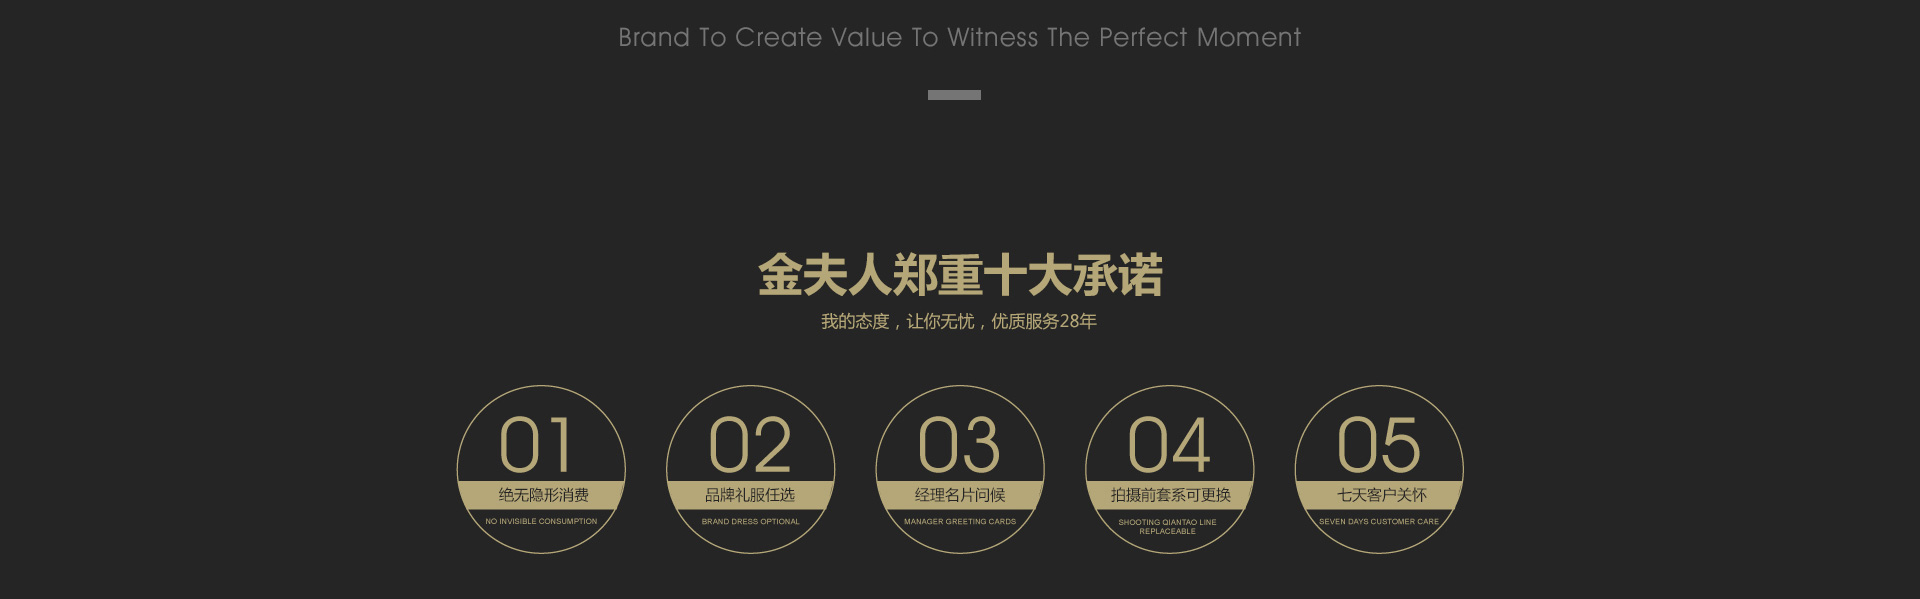 Brand To Create Value To Witness The Perfect Moment
金夫人郑重十大承诺
我的态度，让你无忧，优质服务28年
01
绝无隐形消费
NO INVISIBLE CONSUMPTION
02
品牌礼服任选
BRAND DRESS OPTIONAL
03
经理名片问候
MANAGER GREETING CARDS
04
拍摄前套系可更换
SHOOTING QIANTAO LINE
REPLACEABLE
05
七天客户关怀
SEVEN DAYS CUSTOMER CARE